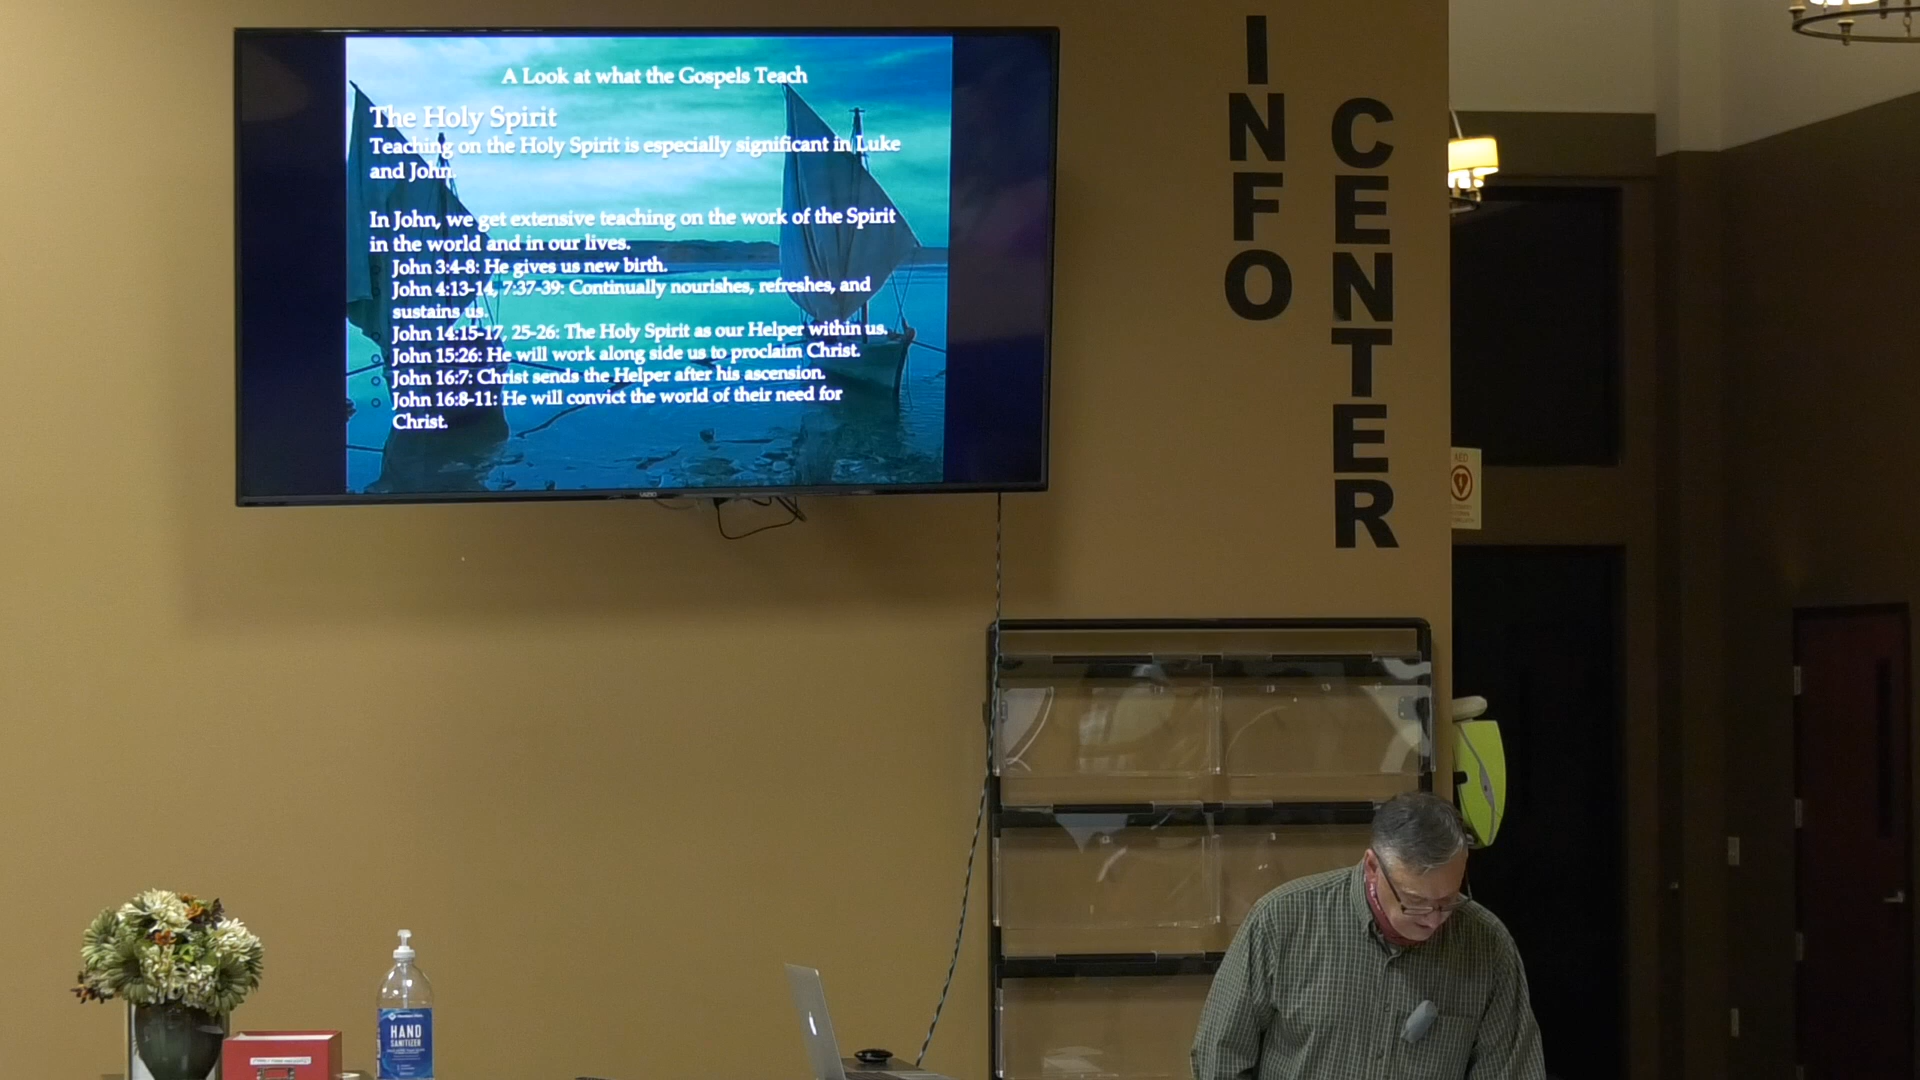 A Look at what the Gospels Teach
The Holy Spirit
Teaching on the Holy Spirit is especially significant in Luke
and John.
In John, we get extensive teaching on the work of the Spirit
in the world and in our lives.
John 3:4-8: He gives us new birth.
John 4:13-14, 7:37-39: Continually nourishes, refreshes, and
sustains us.
John 14:15-17, 25-26: The Holy Spirit as our Helper within us.
John 15:26: He will work along side us to proclaim Christ.
John 16:7: Christ sends the Helper after his ascension.
John 16:8-11: He will convict the world of their need for
Christ.
VIZIO
INFO
CENTER
AED
HAND
SANITIZER